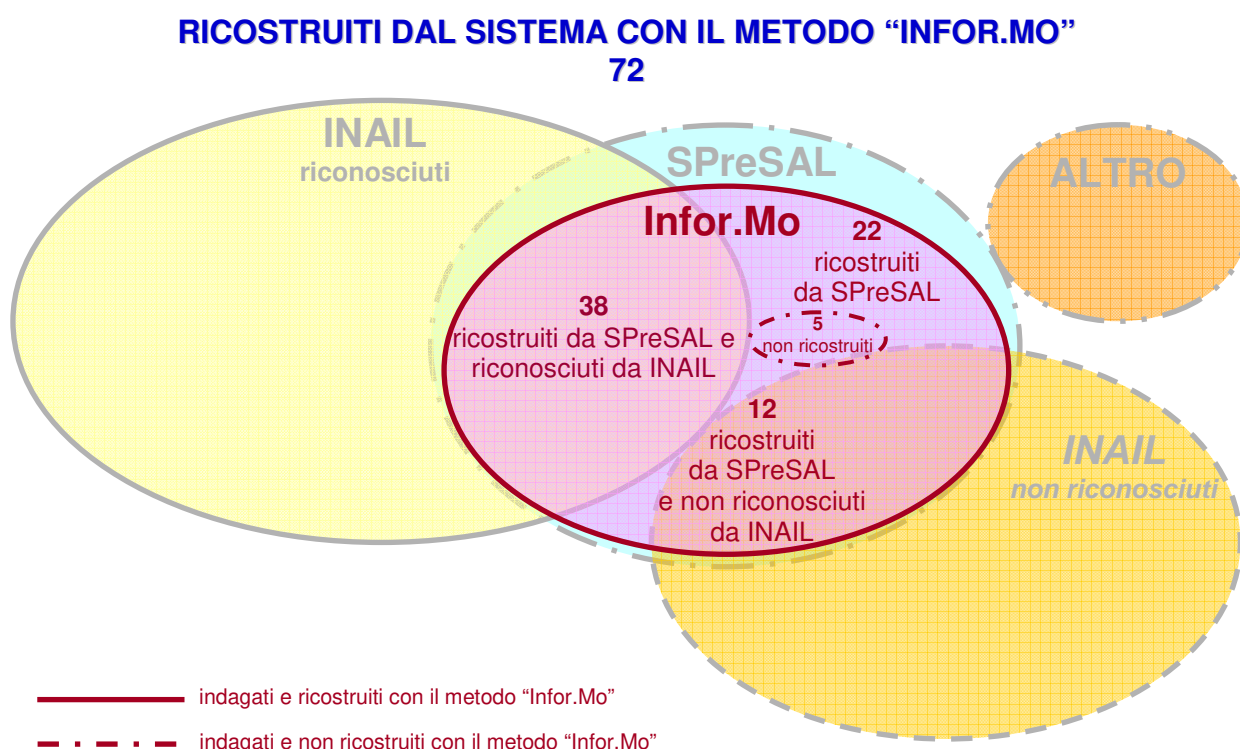 RICOSTRUITI DAL SISTEMA CON IL METODO “INFOR.MO”
72
INAIL
riconosciuti
SPreSAL
ALTRO
Infor.Mo
22
ricostruiti
da SPreSAL
38
ricostruiti da SPreSAL e
riconosciuti da INAIL
5
non ricostruiti
12
ricostruiti
da SPreSAL
e non riconosciuti
da INAIL
INAIL
non riconosciuti
indagati e ricostruiti con il metodo “Infor.Mo”
indagati e non ricostruiti con il metodo “Infor.Mo”